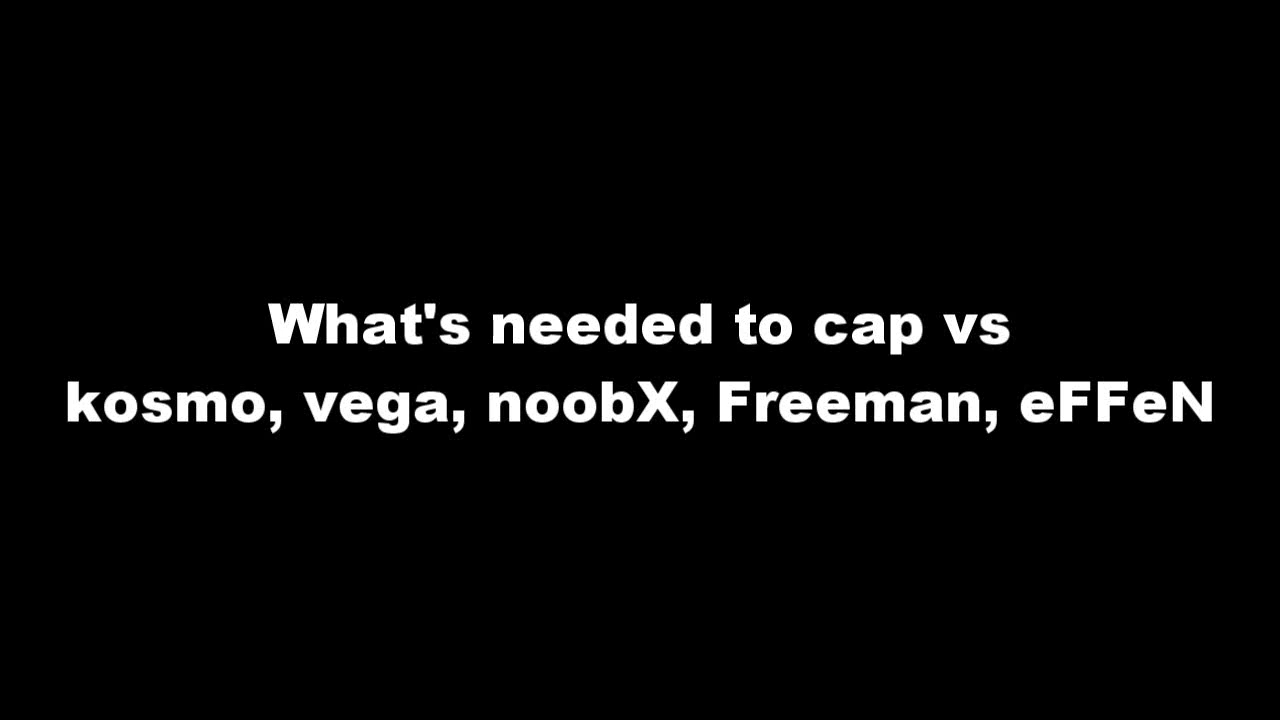 What's needed to cap vs
kosmo, vega, noobX, Freeman, eFFeN